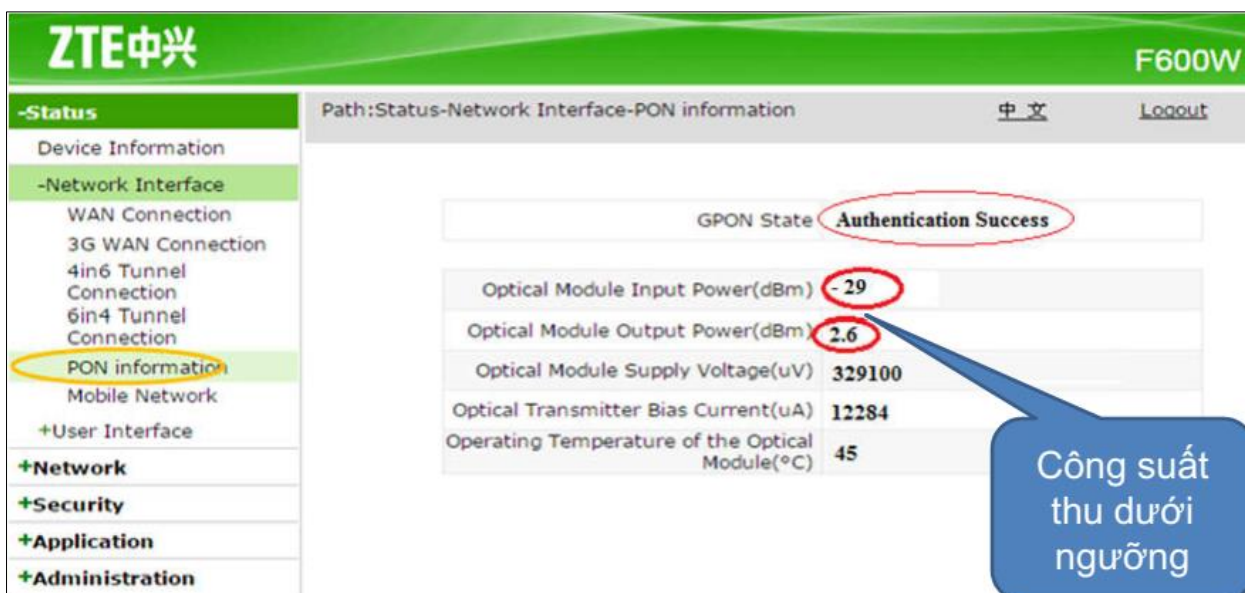 ZTE中兴
F600W
-Status
Path:Status-Network Interface-PON information
中 文
Logout
Device Information
-Network Interface
WAN Connection
3G WAN Connection
4in6 Tunnel
Connection
6in4 Tunnel
Connection
PON information
Mobile Network
+User Interface
+Network
+Security
+Application
+Administration
GPON State Authentication Success
Optical Module Input Power(dBm) - 29
Optical Module Output Power(dBm) 2.6
Optical Module Supply Voltage(uV) 329100
Optical Transmitter Bias Current(uA) 12284
Operating Temperature of the Optical
Module(°C) 45
Công suất
thu dưới
ngưỡng